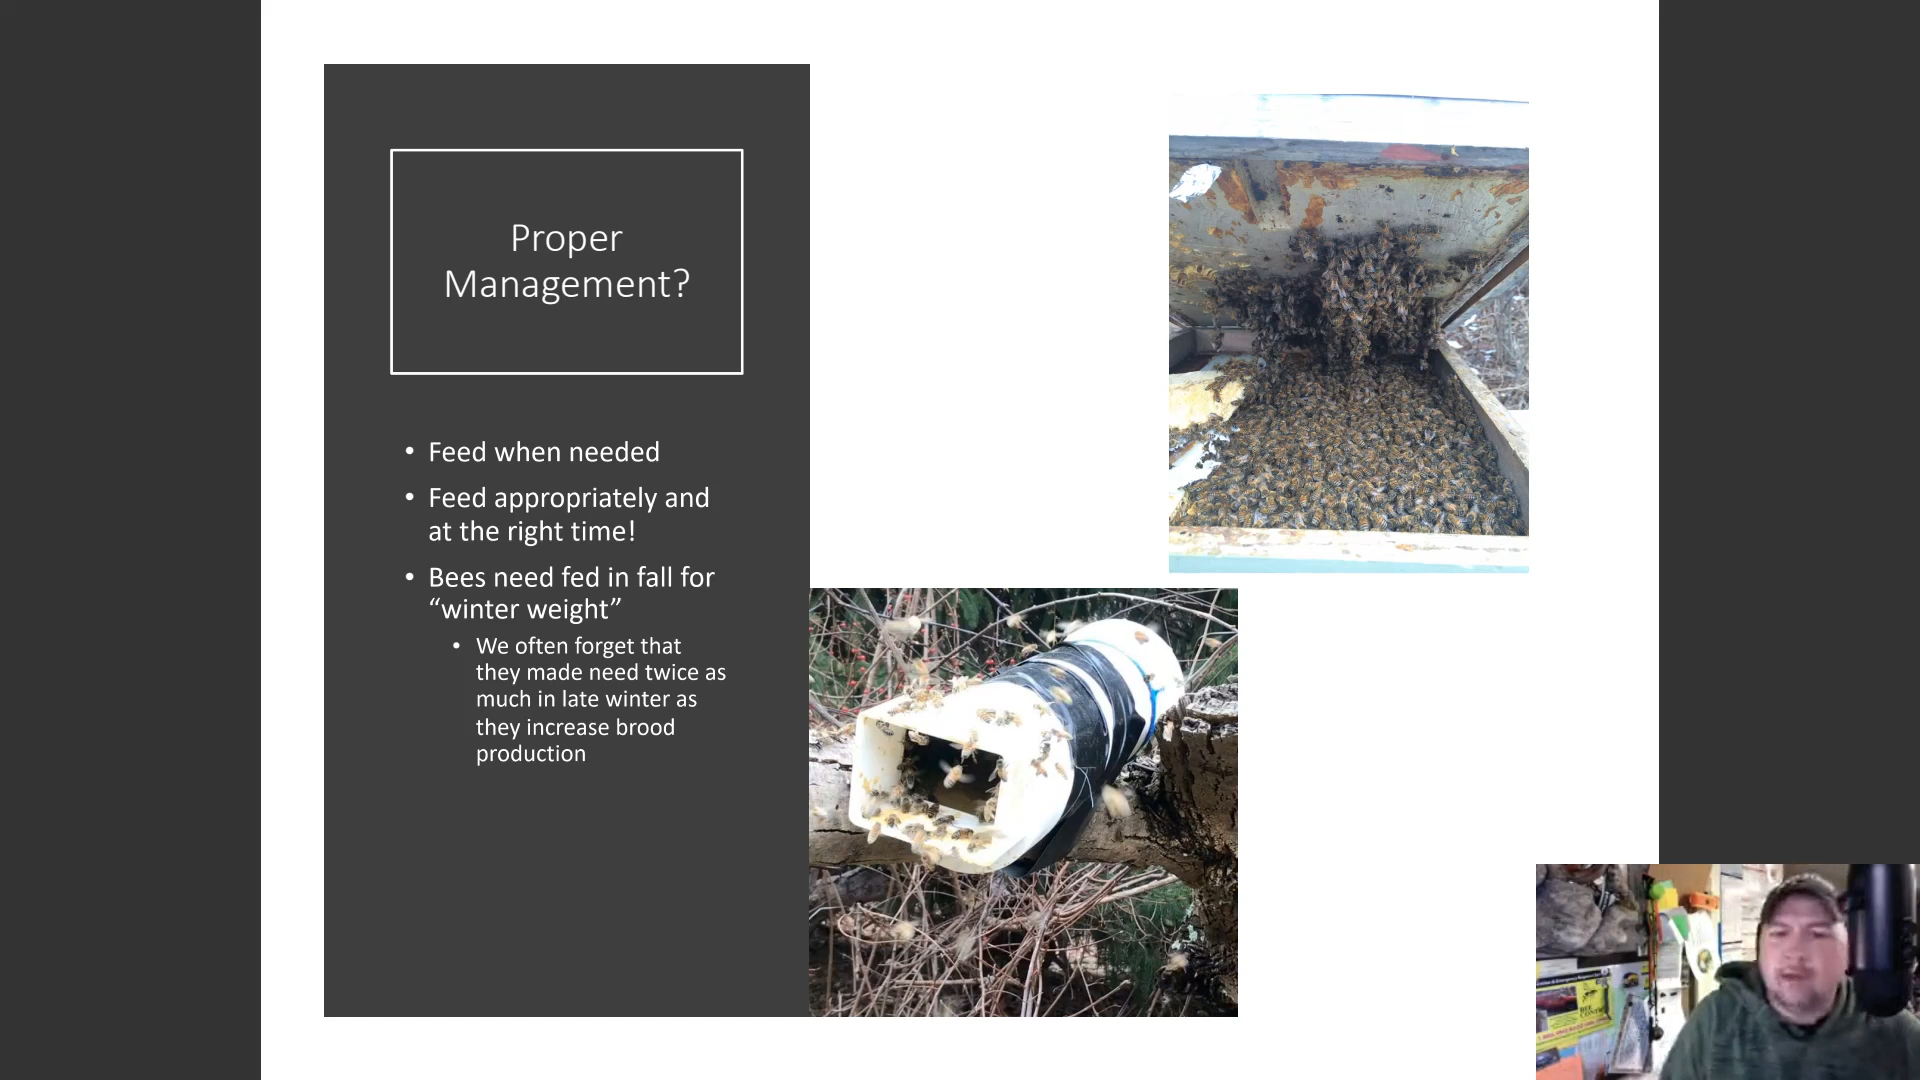 Proper
Management?
• Feed when needed
• Feed appropriately and
at the right time!
• Bees need fed in fall for
“winter weight”
• We often forget that
they made need twice as
much in late winter as
they increase brood
production